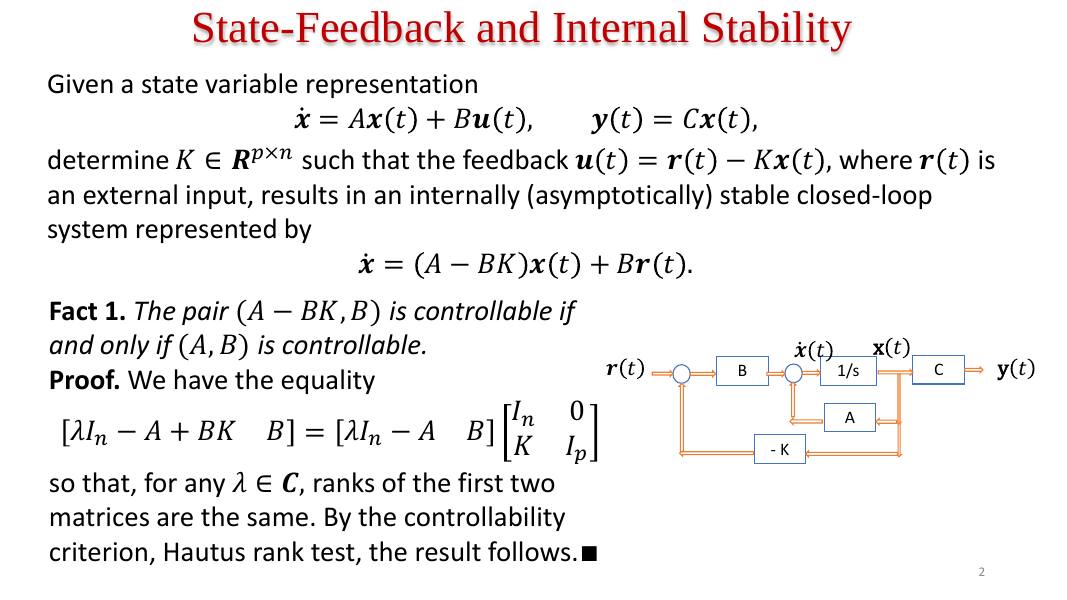 State-Feedback and Internal Stability
Given a state variable representation
𝒙̇ = A𝒙(t) + B𝒖(t),  𝒚(t) = C𝒙(t),
determine K ∈ 𝑹^{p×n} such that the feedback 𝒖(t) = 𝒓(t) − K𝒙(t), where 𝒓(t) is
an external input, results in an internally (asymptotically) stable closed-loop
system represented by
𝒙̇ = (A − BK)𝒙(t) + B𝒓(t).
Fact 1. The pair (A − BK, B) is controllable if
and only if (A, B) is controllable.
Proof. We have the equality
[λI_n − A + BK  B] = [λI_n − A  B] [I_n 0; K I_p]
so that, for any λ ∈ 𝑪, ranks of the first two
matrices are the same. By the controllability
criterion, Hautus rank test, the result follows.■
𝒙̇(t) 𝐱(t)
𝒓(t) B 1/s C 𝐲(t)
A
- K
2